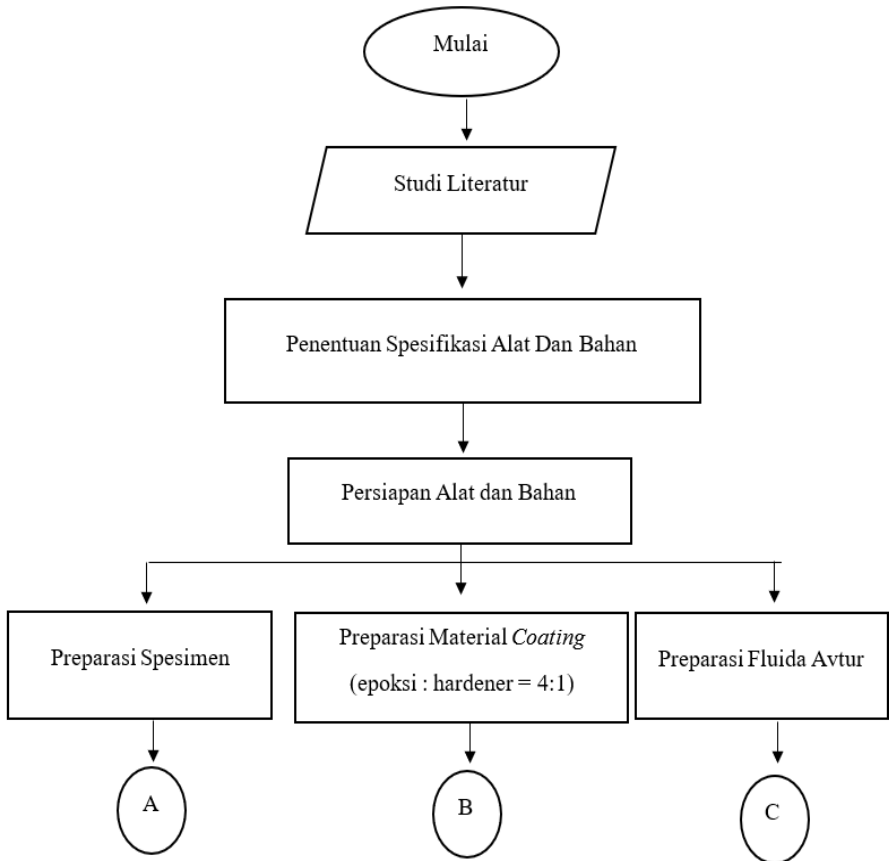 Mulai
Studi Literatur
Penentuan Spesifikasi Alat Dan Bahan
Persiapan Alat dan Bahan
Preparasi Spesimen
Preparasi Material Coating
(epoksi : hardener = 4:1)
Preparasi Fluida Avtur
A
B
C